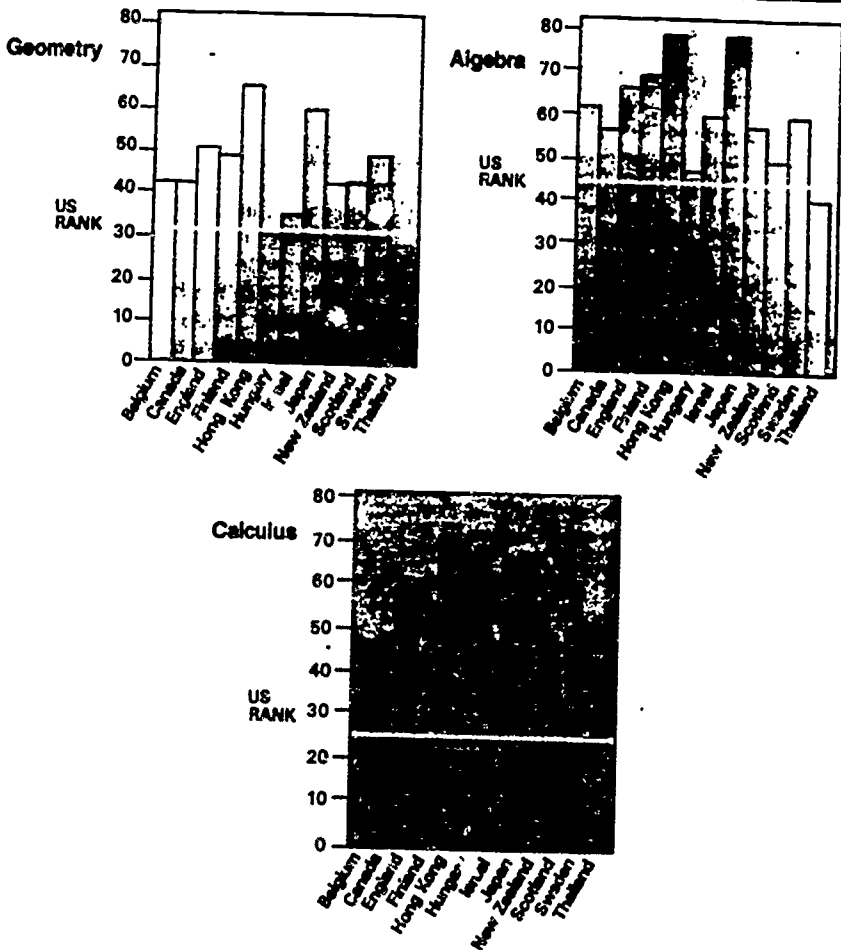 Geometry
80
70
60
50
40
US
RANK
30
20
10
0
Belgium
Canada
England
Finland
Hong Kong
Hungary
Japan
New Zealand
Scotland
Sweden
Thailand
Algebra
80
70
60
50
US
RANK
40
30
20
10
0
Belgium
Canada
England
Finland
Hong Kong
Hungary
Israel
Japan
New Zealand
Scotland
Sweden
Thailand
Calculus
80
70
60
50
40
US
RANK
30
20
10
0
Belgium
Canada
England
Finland
Hong Kong
Israel
Japan
New Zealand
Scotland
Sweden
Thailand